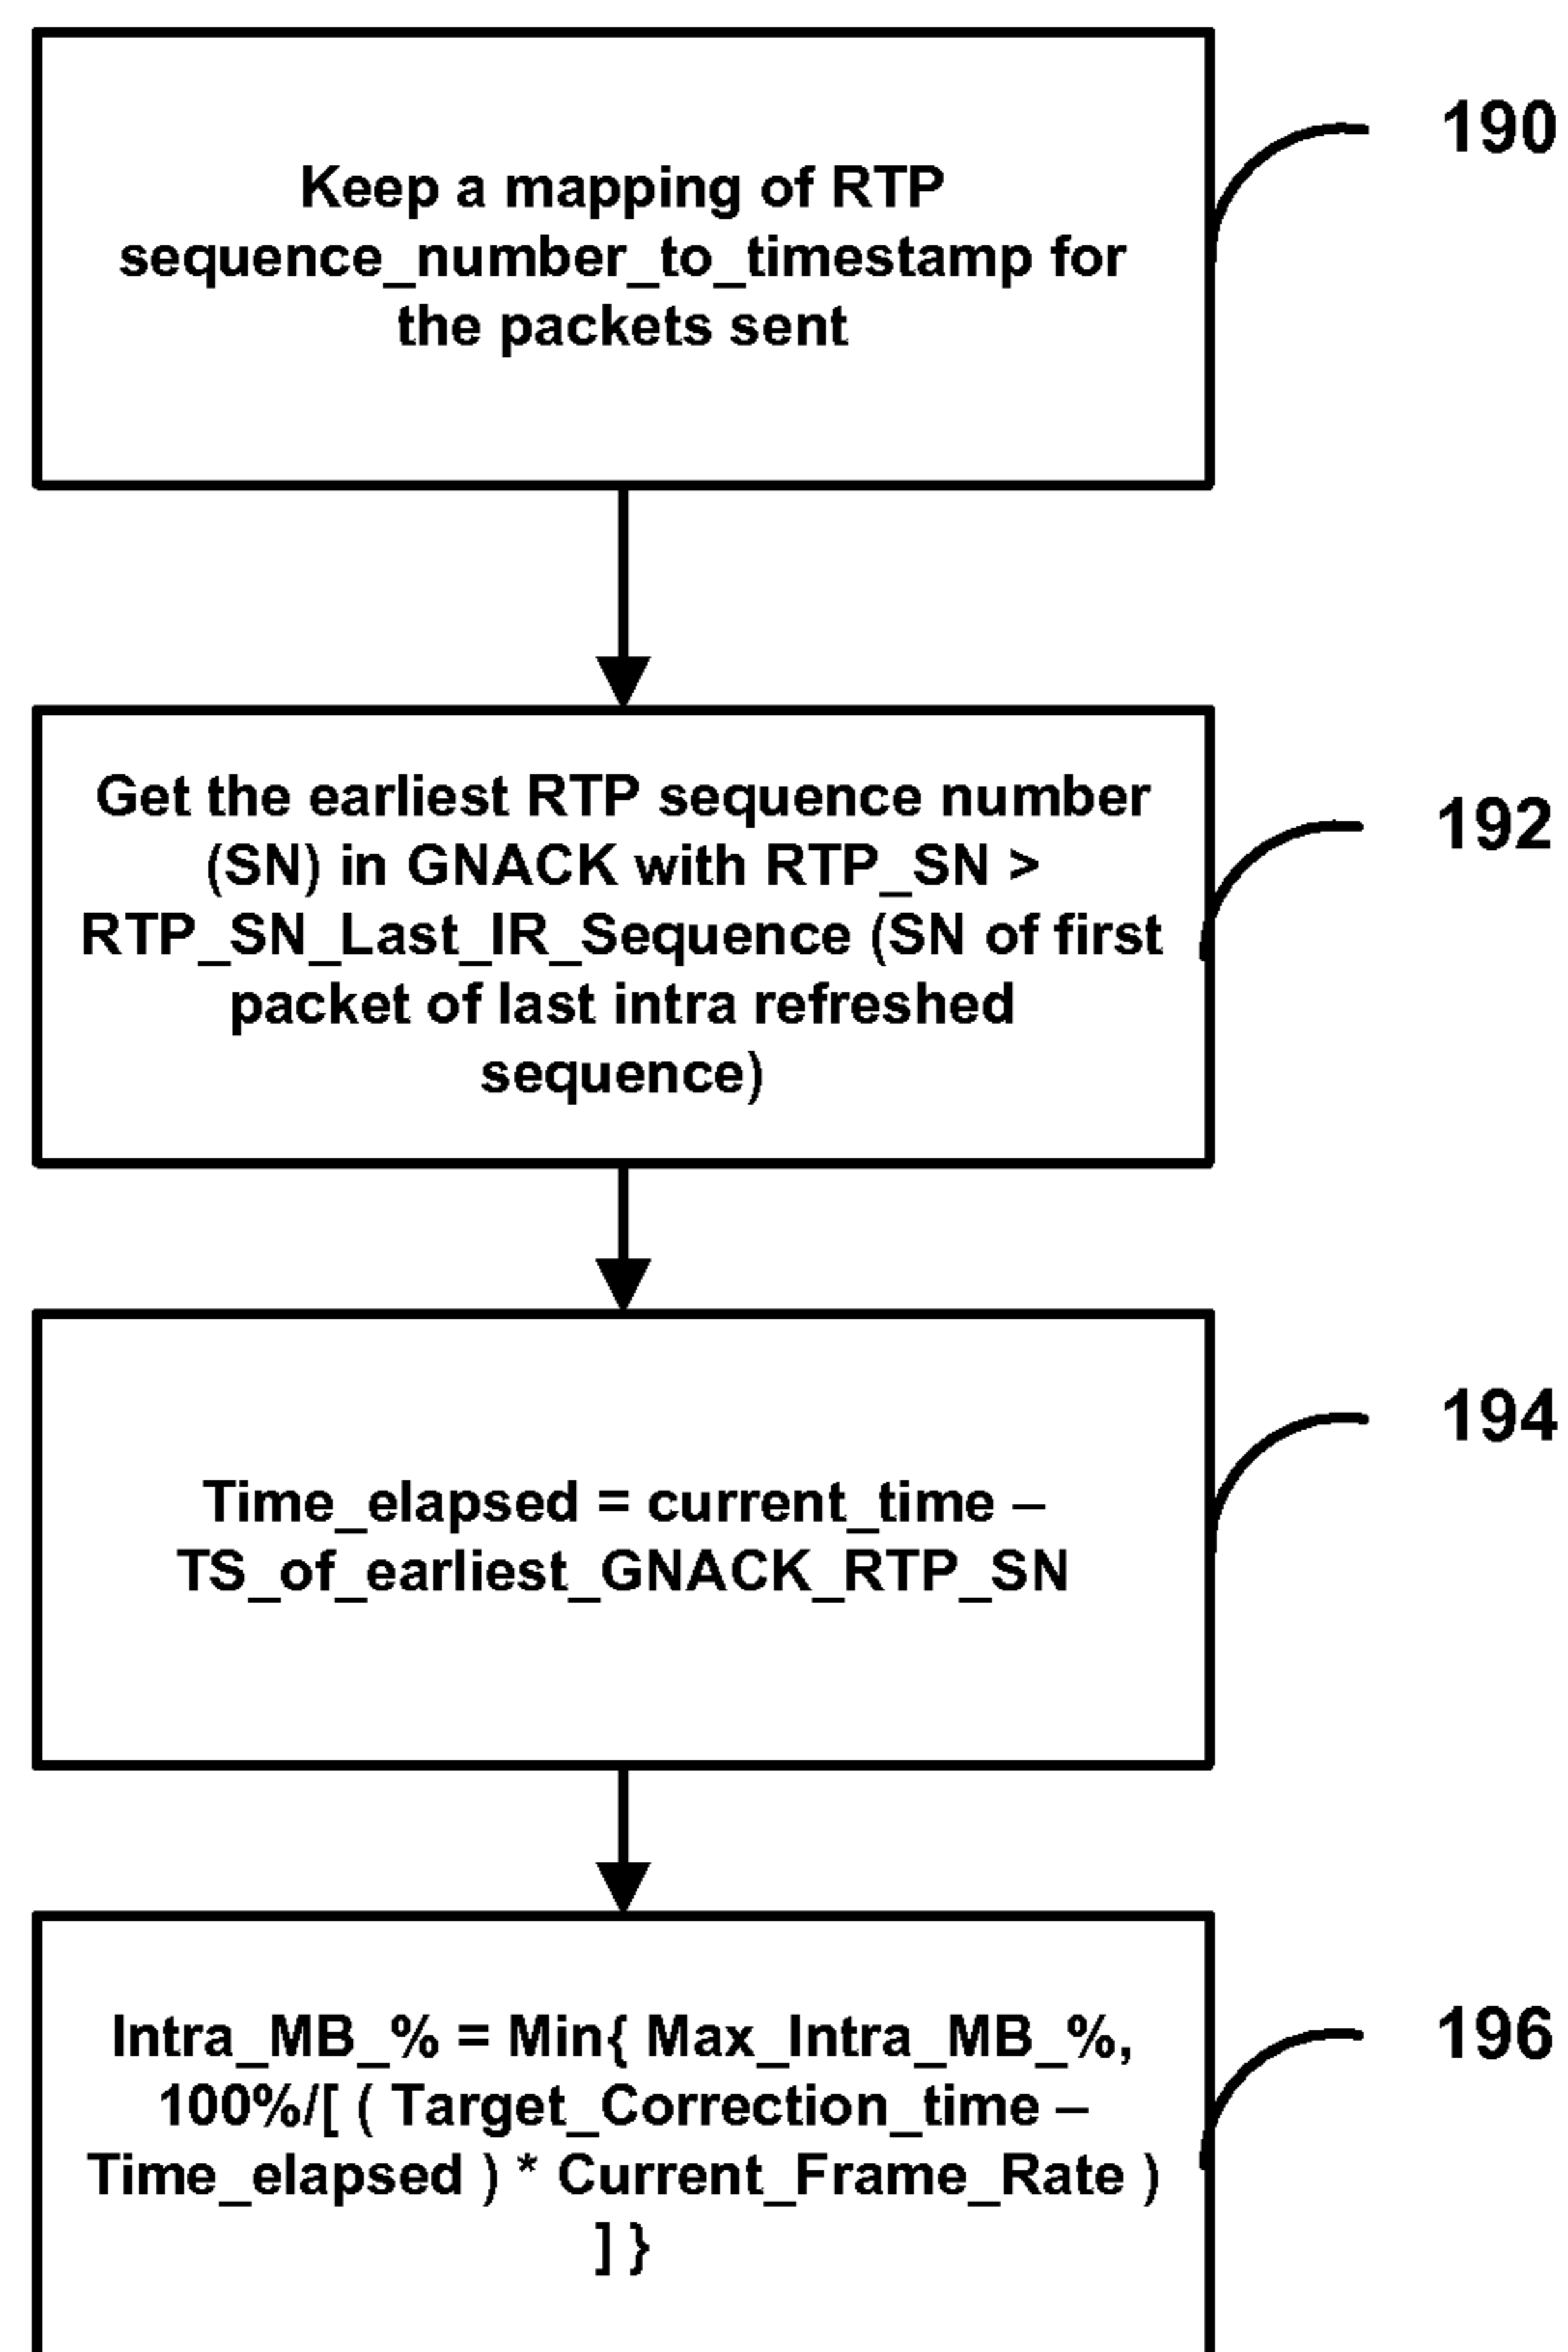 Keep a mapping of RTP
sequence_number_to_timestamp for
the packets sent
190
Get the earliest RTP sequence number
(SN) in GNACK with RTP_SN >
RTP_SN_Last_IR_Sequence (SN of first
packet of last intra refreshed
sequence)
192
Time_elapsed = current_time –
TS_of_earliest_GNACK_RTP_SN
194
Intra_MB_% = Min{ Max_Intra_MB_%,
100%/[ ( Target_Correction_time –
Time_elapsed ) * Current_Frame_Rate )
] }
196